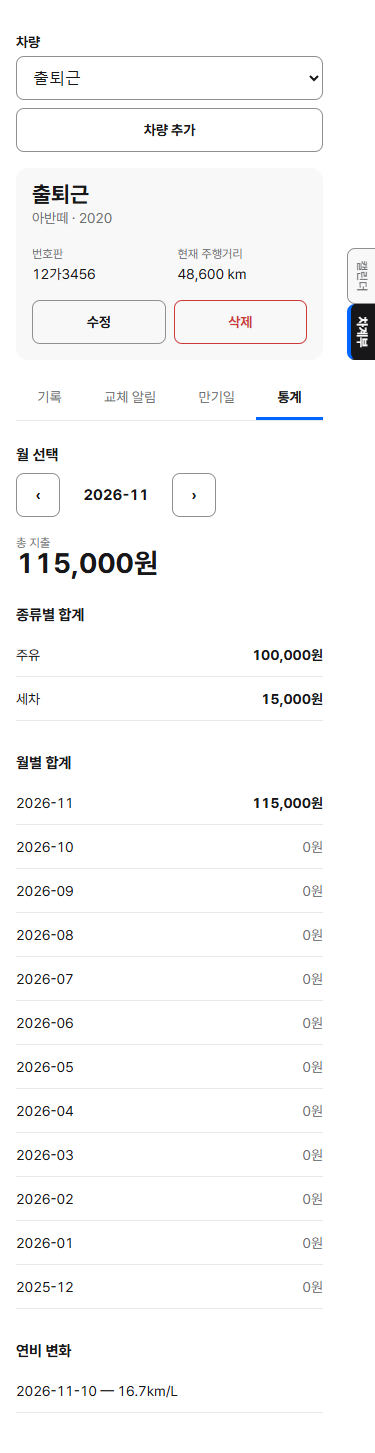 차량
출퇴근
차량 추가
출퇴근
아반떼 · 2020
번호판
현재 주행거리
12가3456
48,600 km
수정
삭제
캘린더
차계부
기록
교체 알림
만기일
통계
월 선택
‹ 2026-11 ›
총 지출
115,000원
종류별 합계
주유 100,000원
세차 15,000원
월별 합계
2026-11 115,000원
2026-10 0원
2026-09 0원
2026-08 0원
2026-07 0원
2026-06 0원
2026-05 0원
2026-04 0원
2026-03 0원
2026-02 0원
2026-01 0원
2025-12 0원
연비 변화
2026-11-10 — 16.7km/L